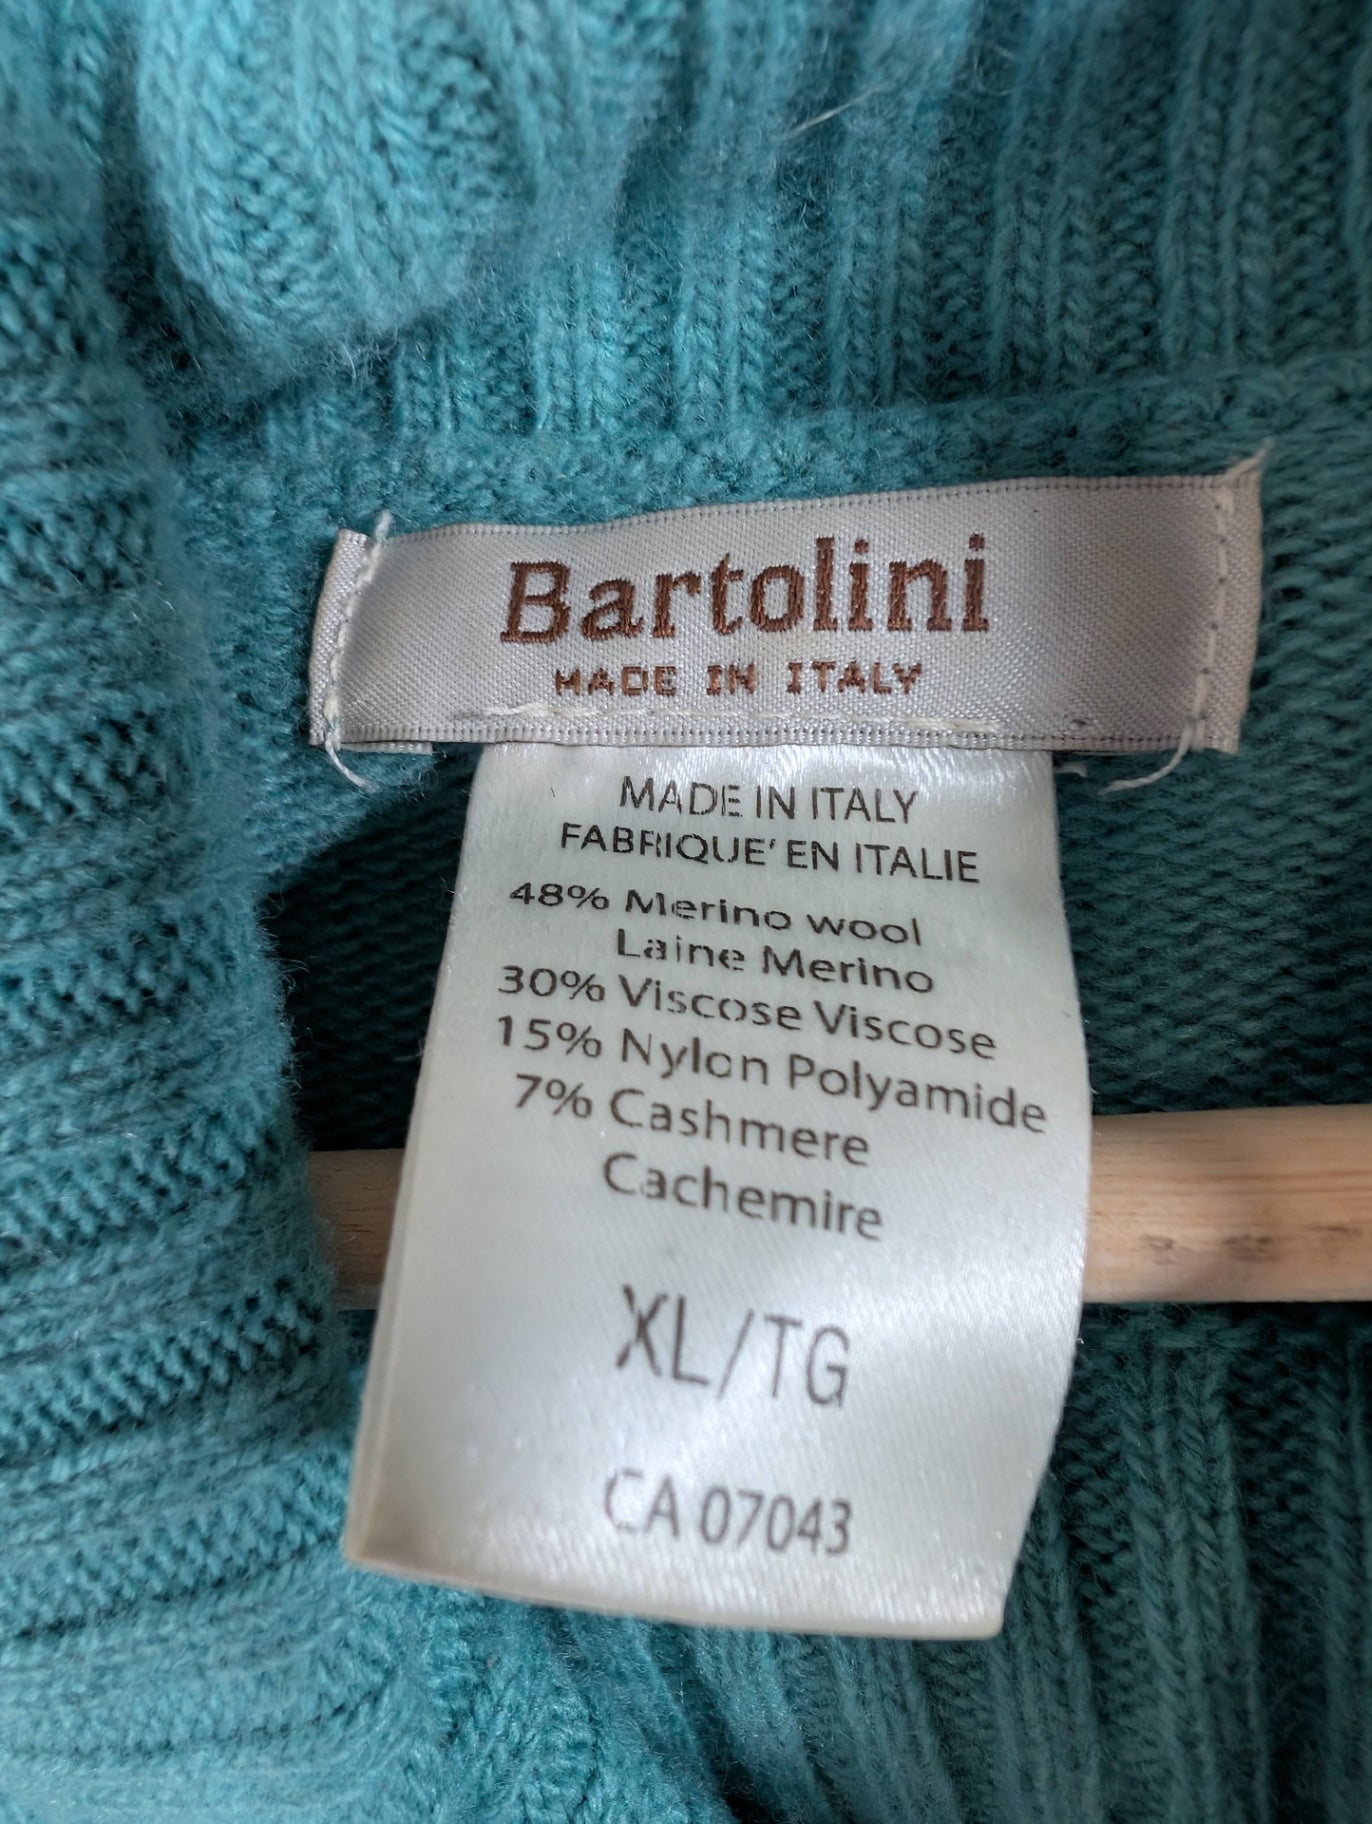 Bartolini
MADE IN ITALY
MADE IN ITALY
FABRIQUE' EN ITALIE
48% Merino wool
Laine Merino
30% Viscose Viscose
15% Nylon Polyamide
7% Cashmere
Cachemire
XL/TG
CA 07043